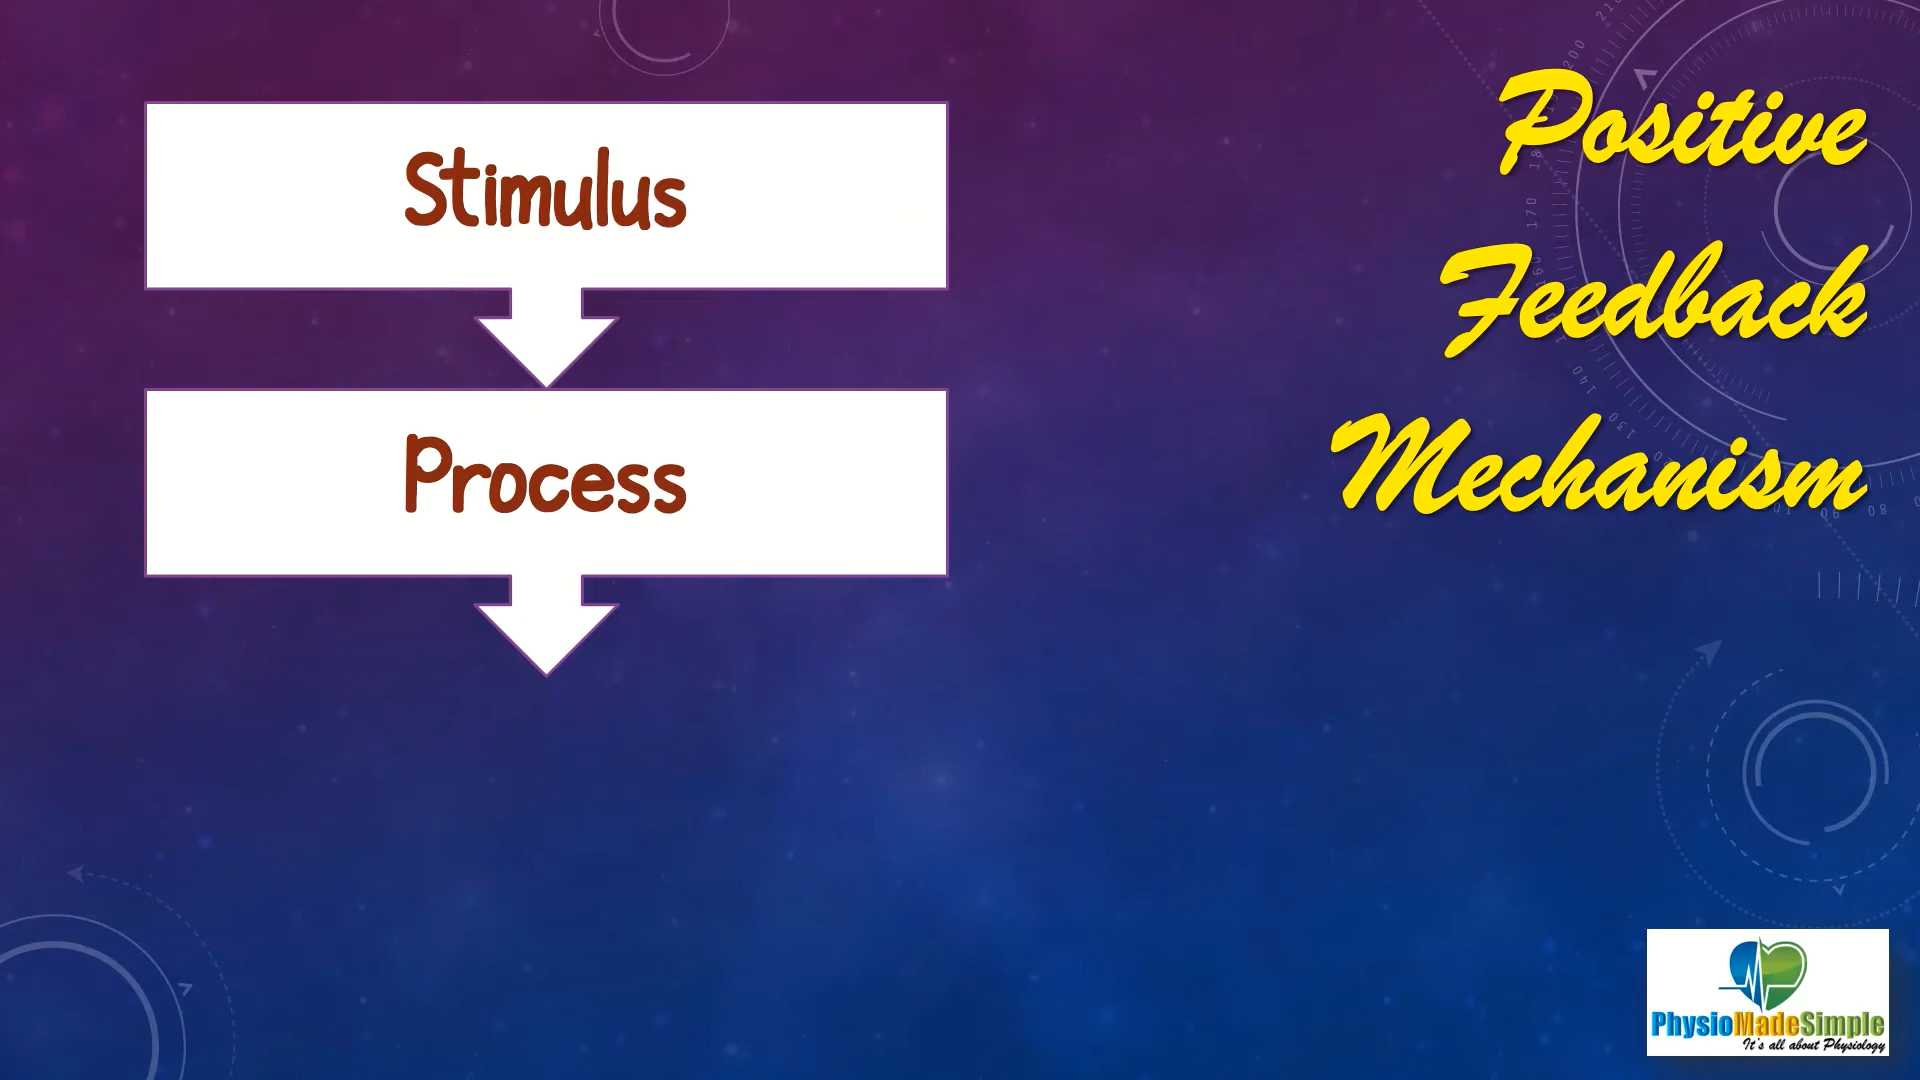 Stimulus
Process
Positive
Feedback
Mechanism
PhysioMadeSimple
It's all about Physiology